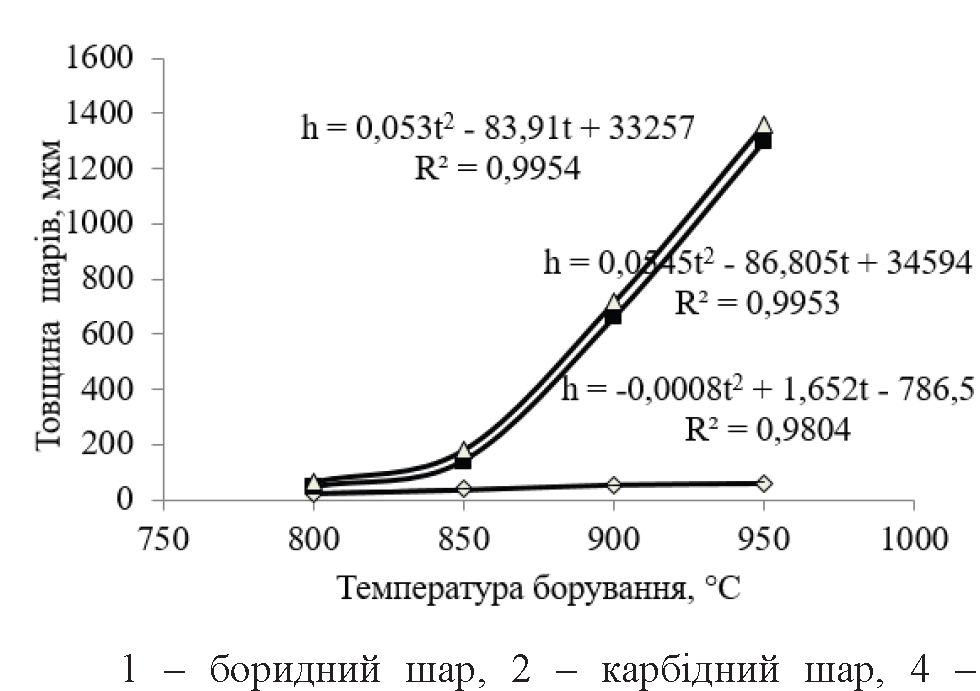 1600
1400
h = 0,053t² - 83,91t + 33257
R² = 0,9954
1200
1000
h = 0,0545t² - 86,805t + 34594
R² = 0,9953
800
600
400
h = -0,0008t² + 1,652t - 786,5
R² = 0,9804
200
0
Товщина шарів, мкм
750 800 850 900 950 1000
Температура борування, °С
1 – боридний шар, 2 – карбідний шар, 4 –